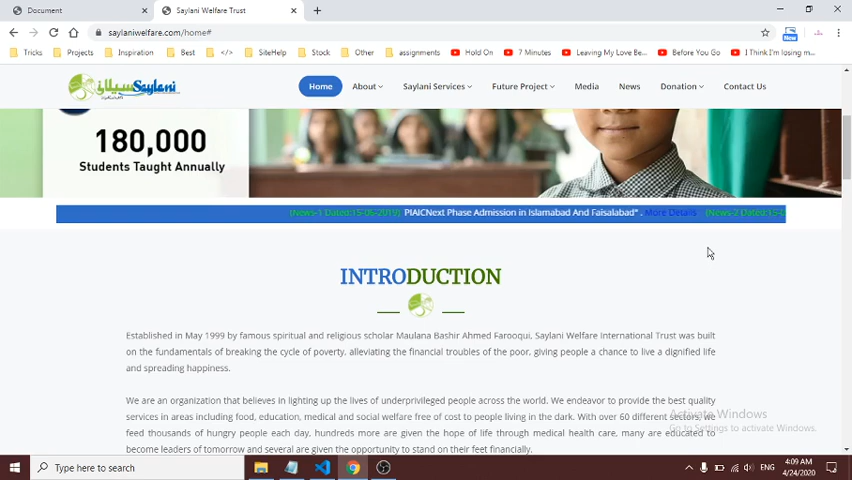 Document
Saylani Welfare Trust
saylaniwelfare.com/home#
New
Tricks Projects Inspiration Best </> SiteHelp Stock Other assignments Hold On 7 Minutes Leaving My Love Be... Before You Go I Think I'm losing m...
سیلانی Saylani
Home About Saylani Services Future Project Media News Donation Contact Us
180,000
Students Taught Annually
(News-1 Dated:15-05-2019) PIAICNext Phase Admission in Islamabad And Faisalabad" . More Details (News-2 Dated:15-0
INTRODUCTION
Established in May 1999 by famous spiritual and religious scholar Maulana Bashir Ahmed Farooqui, Saylani Welfare International Trust was built
on the fundamentals of breaking the cycle of poverty, alleviating the financial troubles of the poor, giving people a chance to live a dignified life
and spreading happiness.
We are an organization that believes in lighting up the lives of underprivileged people across the world. We endeavor to provide the best quality
services in areas including food, education, medical and social welfare free of cost to people living in the dark. With over 60 different sectors, we
feed thousands of hungry people each day, hundreds more are given the hope of life through medical health care, many are educated to
become leaders of tomorrow and several are given the opportunity to stand on their feet financially.
Activate Windows
Go to Settings to activate Windows.
Type here to search
ENG
4:09 AM
4/24/2020